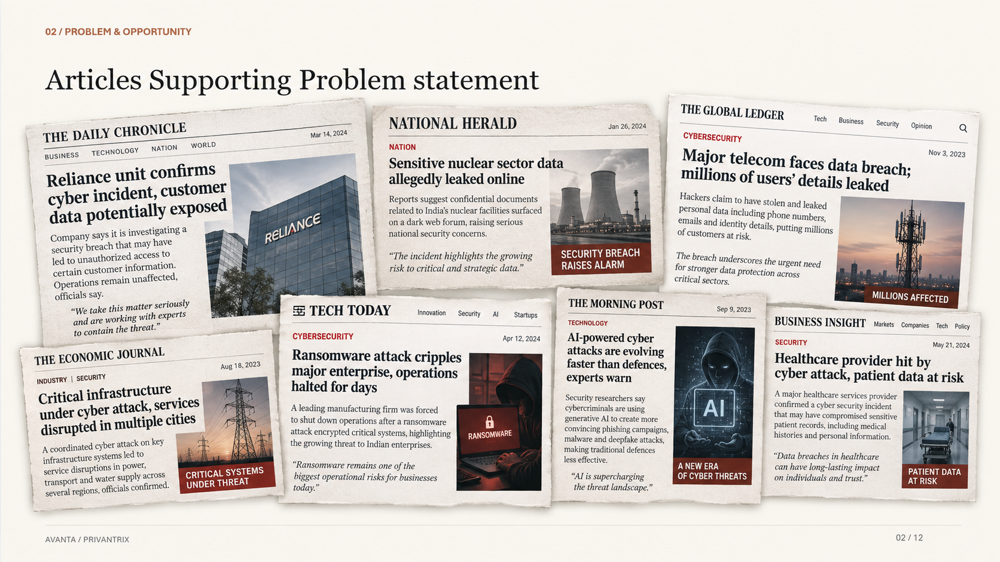 02 / PROBLEM & OPPORTUNITY
Articles Supporting Problem statement
THE DAILY CHRONICLE
Mar 14, 2024
BUSINESS TECHNOLOGY NATION WORLD
Reliance unit confirms
cyber incident, customer
data potentially exposed
Company says it is investigating a
security breach that may have
led to unauthorized access to
certain customer information.
Operations remain unaffected,
officials say.
“We take this matter seriously
and are working with experts
to contain the threat.”
RELIANCE
NATIONAL HERALD
Jan 26, 2024
NATION
Sensitive nuclear sector data
allegedly leaked online
Reports suggest confidential documents
related to India’s nuclear facilities surfaced
on a dark web forum, raising serious
national security concerns.
“The incident highlights the growing
risk to critical and strategic data.”
SECURITY BREACH
RAISES ALARM
THE GLOBAL LEDGER
Tech Business Security Opinion
CYBERSECURITY
Nov 3, 2023
Major telecom faces data breach;
millions of users’ details leaked
Hackers claim to have stolen and leaked
personal data including phone numbers,
emails and identity details, putting millions
of customers at risk.
The breach underscores the urgent need
for stronger data protection across
critical sectors.
MILLIONS AFFECTED
THE ECONOMIC JOURNAL
Aug 18, 2023
INDUSTRY | SECURITY
Critical infrastructure
under cyber attack, services
disrupted in multiple cities
A coordinated cyber attack on key
infrastructure systems led to
service disruptions in power,
transport and water supply across
several regions, officials confirmed.
CRITICAL SYSTEMS
UNDER THREAT
TECH TODAY
Innovation Security AI Startups
CYBERSECURITY
Apr 12, 2024
Ransomware attack cripples
major enterprise, operations
halted for days
A leading manufacturing firm was forced
to shut down operations after a ransomware
attack encrypted critical systems, highlighting
the growing threat to Indian enterprises.
“Ransomware remains one of the
biggest operational risks for businesses
today.”
RANSOMWARE
THE MORNING POST
Sep 9, 2023
TECHNOLOGY
AI-powered cyber
attacks are evolving
faster than defences,
experts warn
Security researchers say
cybercriminals are using
generative AI to create more
convincing phishing campaigns,
malware and deepfake attacks,
making traditional defences
less effective.
“AI is supercharging
the threat landscape.”
AI
A NEW ERA
OF CYBER THREATS
BUSINESS INSIGHT
Markets Companies Tech Policy
SECURITY
May 21, 2024
Healthcare provider hit by
cyber attack, patient data at risk
A major healthcare services provider
confirmed a cyber security incident
that may have compromised sensitive
patient records, including medical
histories and personal information.
“Data breaches in healthcare
can have long-lasting impact
on individuals and trust.”
PATIENT DATA
AT RISK
AVANTA / PRIVANTRIX
02 / 12